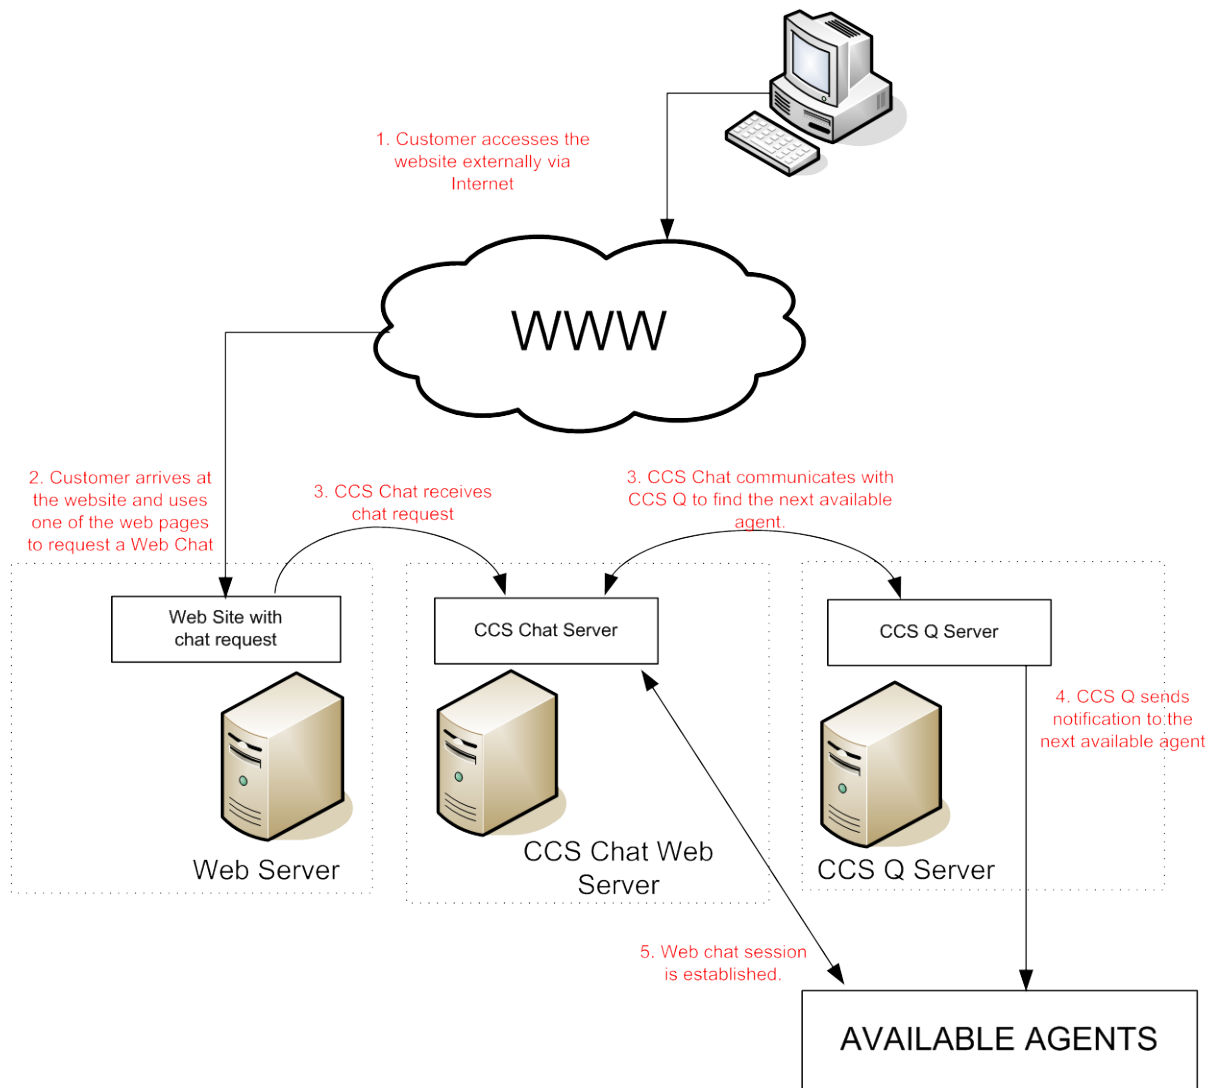 1. Customer accesses the
website externally via
Internet
WWW
2. Customer arrives at
the website and uses
one of the web pages
to request a Web Chat
3. CCS Chat receives
chat request
3. CCS Chat communicates with
CCS Q to find the next available
agent.
Web Site with
chat request
CCS Chat Server
CCS Q Server
4. CCS Q sends
notification to the
next available agent
Web Server
CCS Chat Web
Server
CCS Q Server
5. Web chat session
is established.
AVAILABLE AGENTS